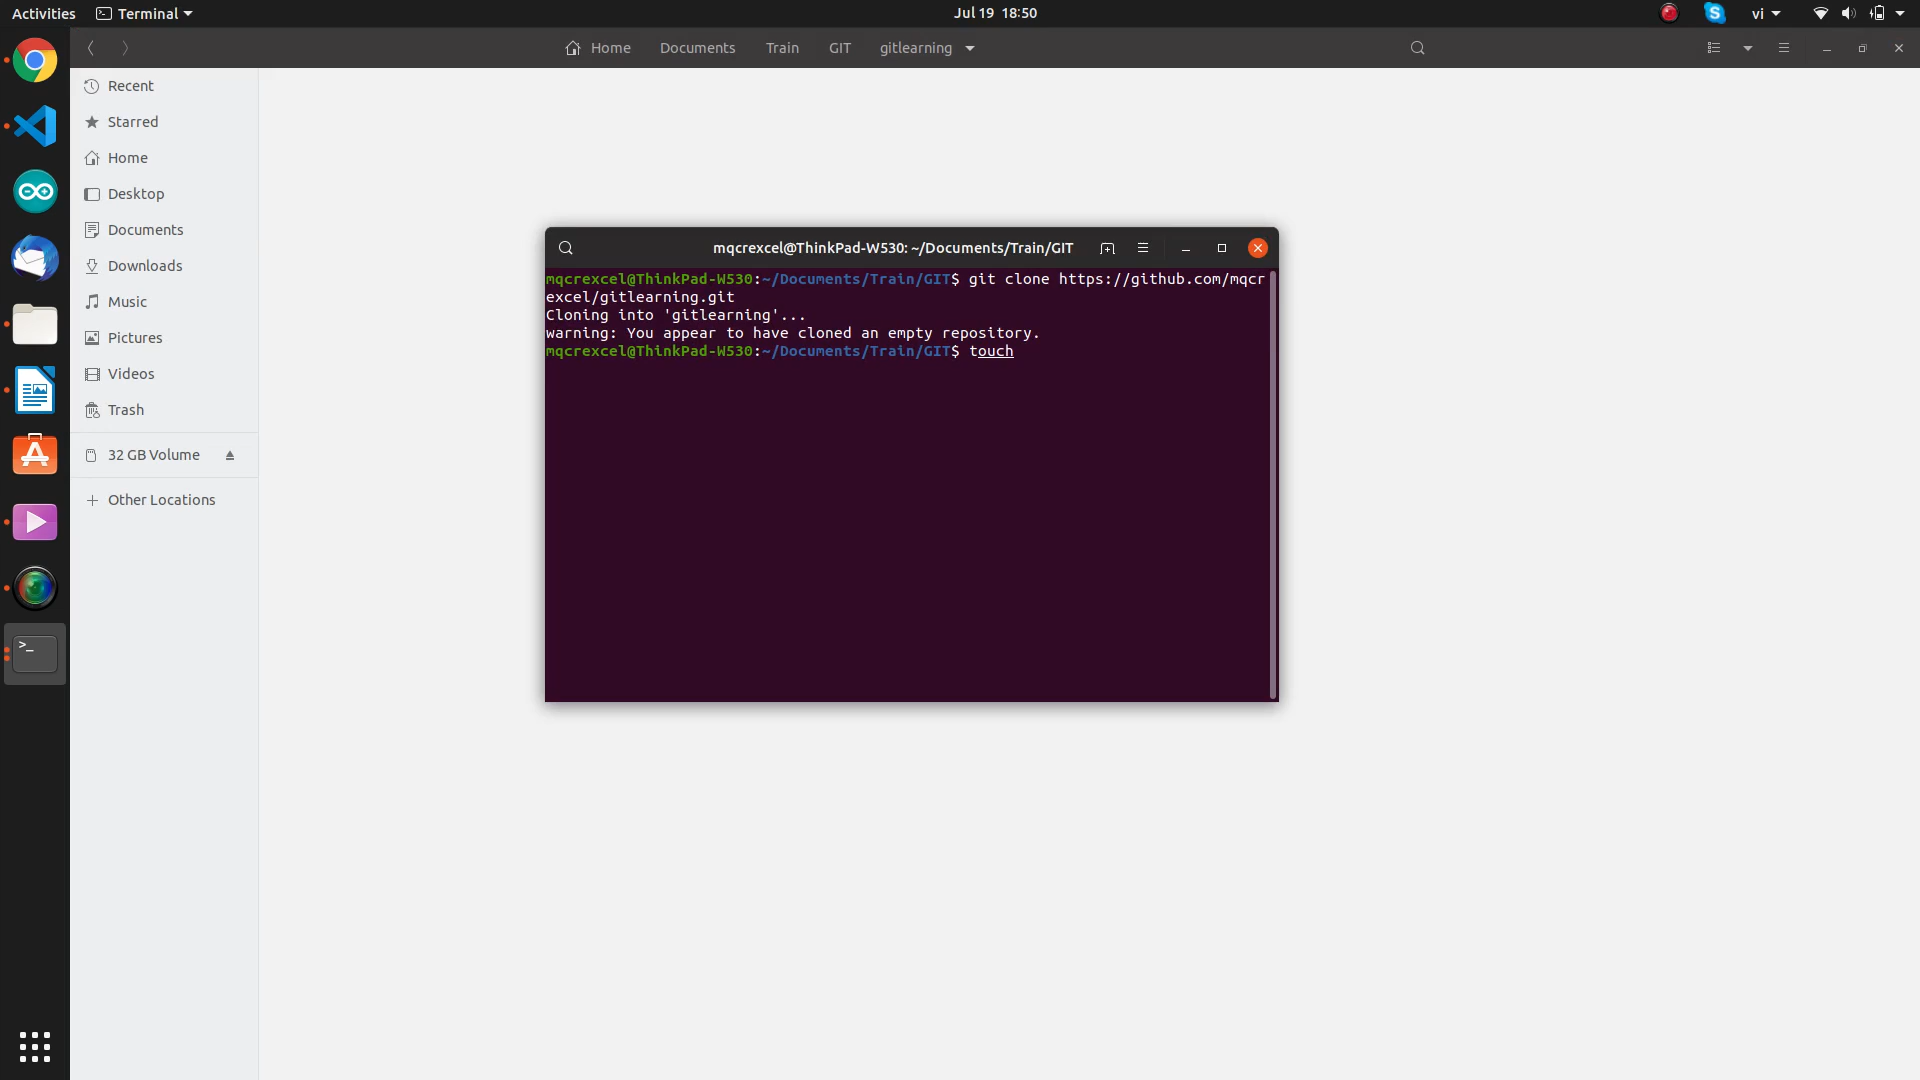 Activities Terminal Jul 19 18:50 vi
Home Documents Train GIT gitlearning
Recent
Starred
Home
Desktop
Documents
Downloads
Music
Pictures
Videos
Trash
32 GB Volume
Other Locations
mqcrexcel@ThinkPad-W530: ~/Documents/Train/GIT
mqcrexcel@ThinkPad-W530:~/Documents/Train/GIT$ git clone https://github.com/mqcr
excel/gitlearning.git
Cloning into 'gitlearning'...
warning: You appear to have cloned an empty repository.
mqcrexcel@ThinkPad-W530:~/Documents/Train/GIT$ touch